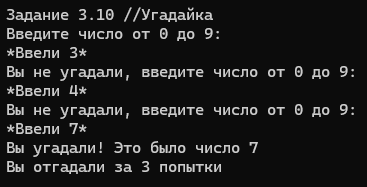 Задание 3.10 //Угадайка
Введите число от 0 до 9:
*Ввели 3*
Вы не угадали, введите число от 0 до 9:
*Ввели 4*
Вы не угадали, введите число от 0 до 9:
*Ввели 7*
Вы угадали! Это было число 7
Вы отгадали за 3 попытки